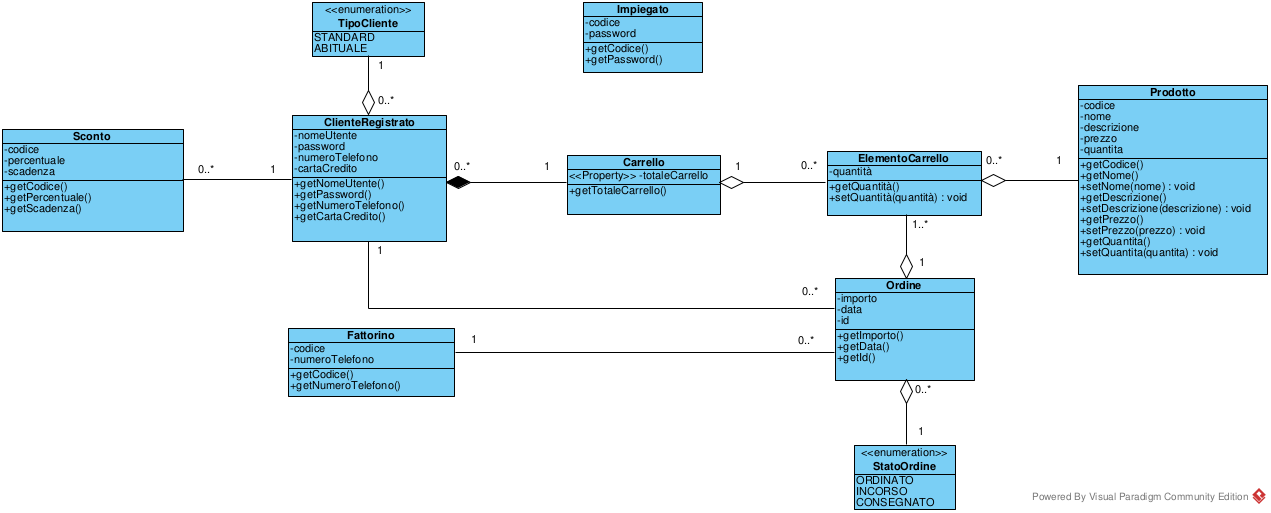 <<enumeration>>
TipoCliente
STANDARD
ABITUALE
1
0..*
Impiegato
-codice
-password
+getCodice()
+getPassword()
Sconto
-codice
-percentuale
-scadenza
+getCodice()
+getPercentuale()
+getScadenza()
0..*
1
ClienteRegistrato
-nomeUtente
-password
-numeroTelefono
-cartaCredito
+getNomeUtente()
+getPassword()
+getNumeroTelefono()
+getCartaCredito()
0..*
1
Carrello
<<Property>> -totaleCarrello
+getTotaleCarrello()
1
0..*
ElementoCarrello
-quantità
+getQuantità()
+setQuantità(quantità) : void
0..*
1
Prodotto
-codice
-nome
-descrizione
-prezzo
-quantita
+getCodice()
+getNome()
+setNome(nome) : void
+getDescrizione()
+setDescrizione(descrizione) : void
+getPrezzo()
+setPrezzo(prezzo) : void
+getQuantita()
+setQuantita(quantita) : void
1..*
1
1
0..*
Ordine
-importo
-data
-id
+getImporto()
+getData()
+getId()
Fattorino
-codice
-numeroTelefono
+getCodice()
+getNumeroTelefono()
1
0..*
0..*
1
<<enumeration>>
StatoOrdine
ORDINATO
INCORSO
CONSEGNATO
Powered By Visual Paradigm Community Edition